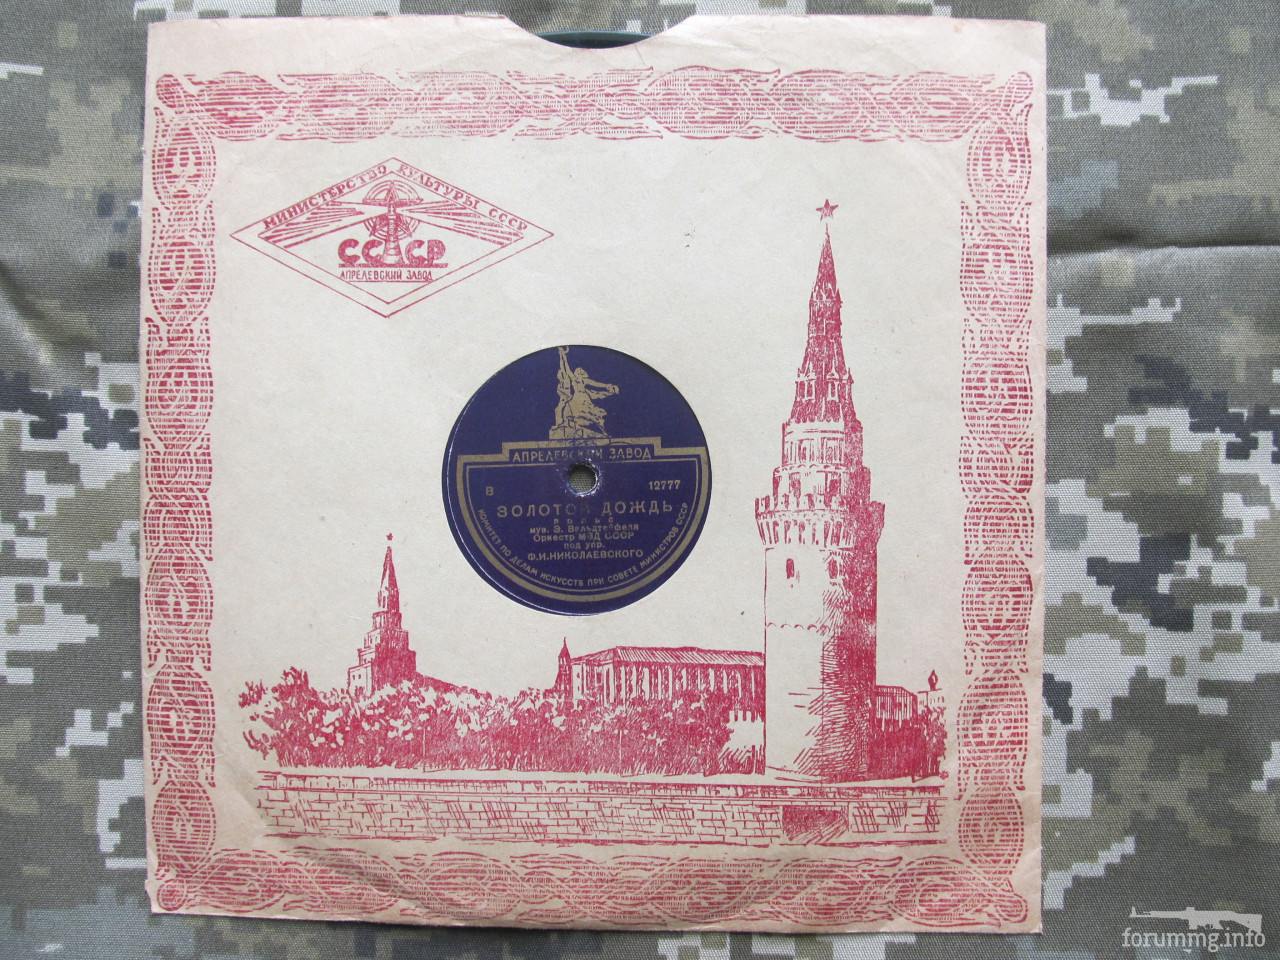 МИНИСТЕРСТВО КУЛЬТУРЫ СССР
СССР
АПРЕЛЕВСКИЙ ЗАВОД
АПРЕЛЕВСКИЙ ЗАВОД
В 12777
ЗОЛОТОЙ ДОЖДЬ
вальс
муз. Э. Вальдтейфеля
Оркестр МВД СССР
под упр.
Ф.И.НИКОЛАЕВСКОГО
КОМИТЕТ ПО ДЕЛАМ ИСКУССТВ ПРИ СОВЕТЕ МИНИСТРОВ СССР
forummg.info